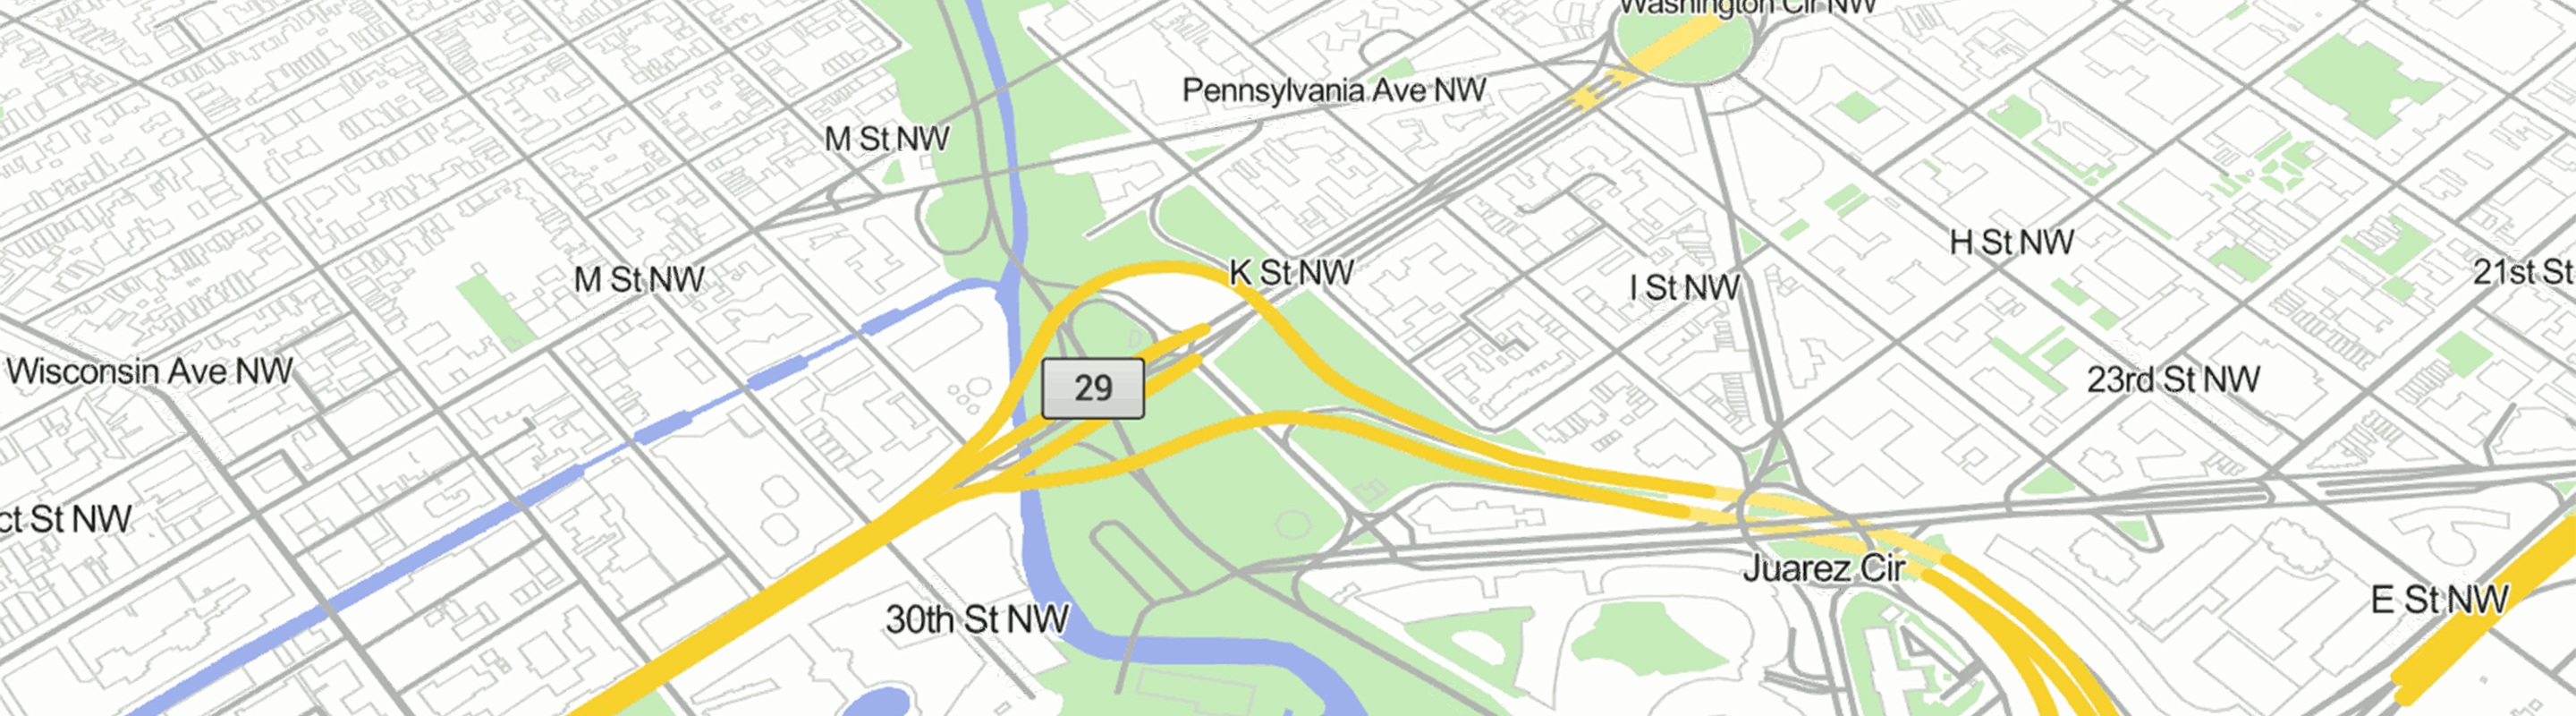 Washington Cir NW
Pennsylvania Ave NW
M St NW
H St NW
K St NW
21st St
M St NW
I St NW
Wisconsin Ave NW
23rd St NW
29
ct St NW
Juarez Cir
E St NW
30th St NW